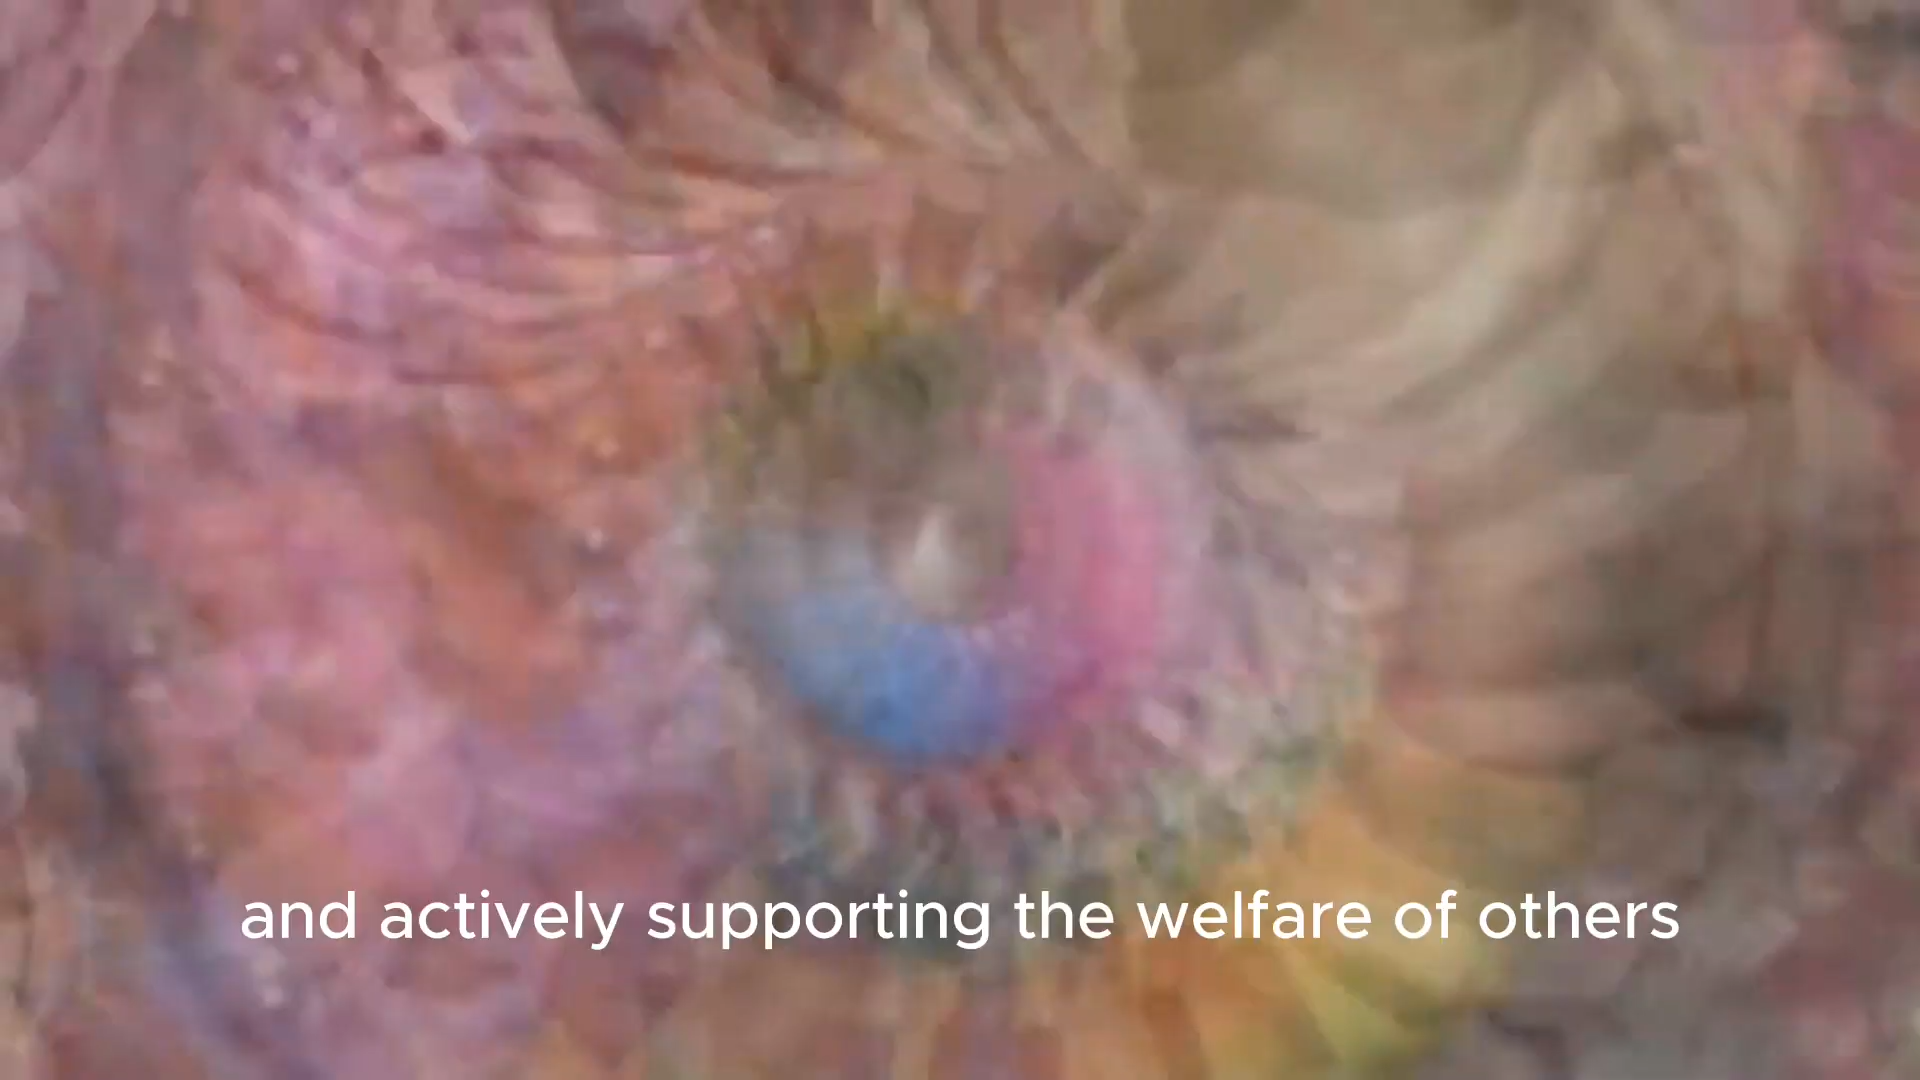 and actively supporting the welfare of others